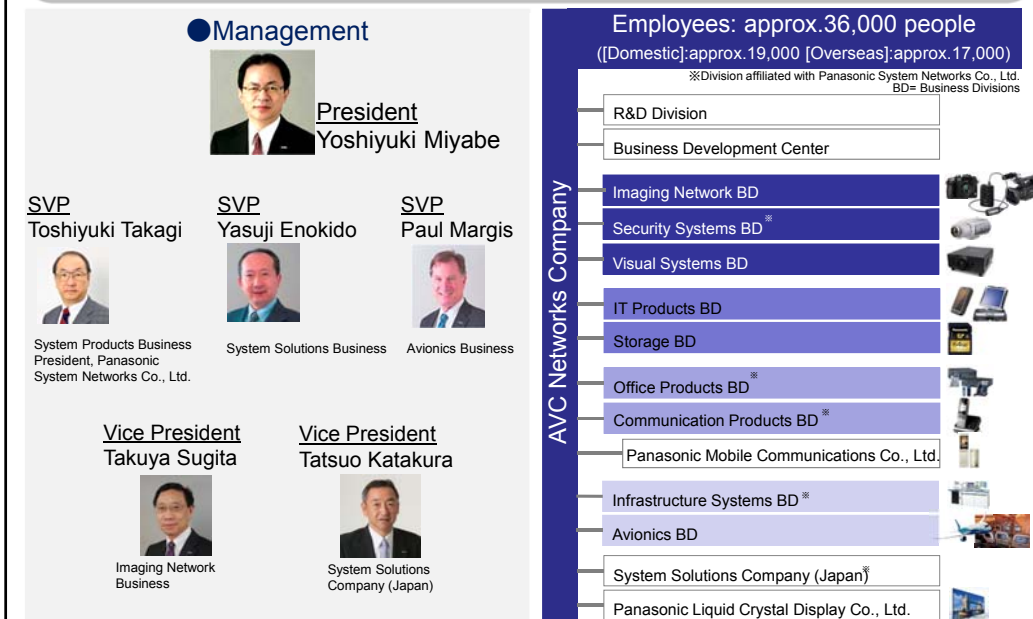 ●Management
President
Yoshiyuki Miyabe
SVP
Toshiyuki Takagi
System Products Business
President, Panasonic
System Networks Co., Ltd.
SVP
Yasuji Enokido
System Solutions Business
SVP
Paul Margis
Avionics Business
Vice President
Takuya Sugita
Imaging Network
Business
Vice President
Tatsuo Katakura
System Solutions
Company (Japan)
Employees: approx.36,000 people
([Domestic]:approx.19,000 [Overseas]:approx.17,000)
※Division affiliated with Panasonic System Networks Co., Ltd.
BD= Business Divisions
AVC Networks Company
R&D Division
Business Development Center
Imaging Network BD
Security Systems BD※
Visual Systems BD
IT Products BD
Storage BD
Office Products BD※
Communication Products BD※
Panasonic Mobile Communications Co., Ltd.
Infrastructure Systems BD※
Avionics BD
System Solutions Company (Japan)※
Panasonic Liquid Crystal Display Co., Ltd.